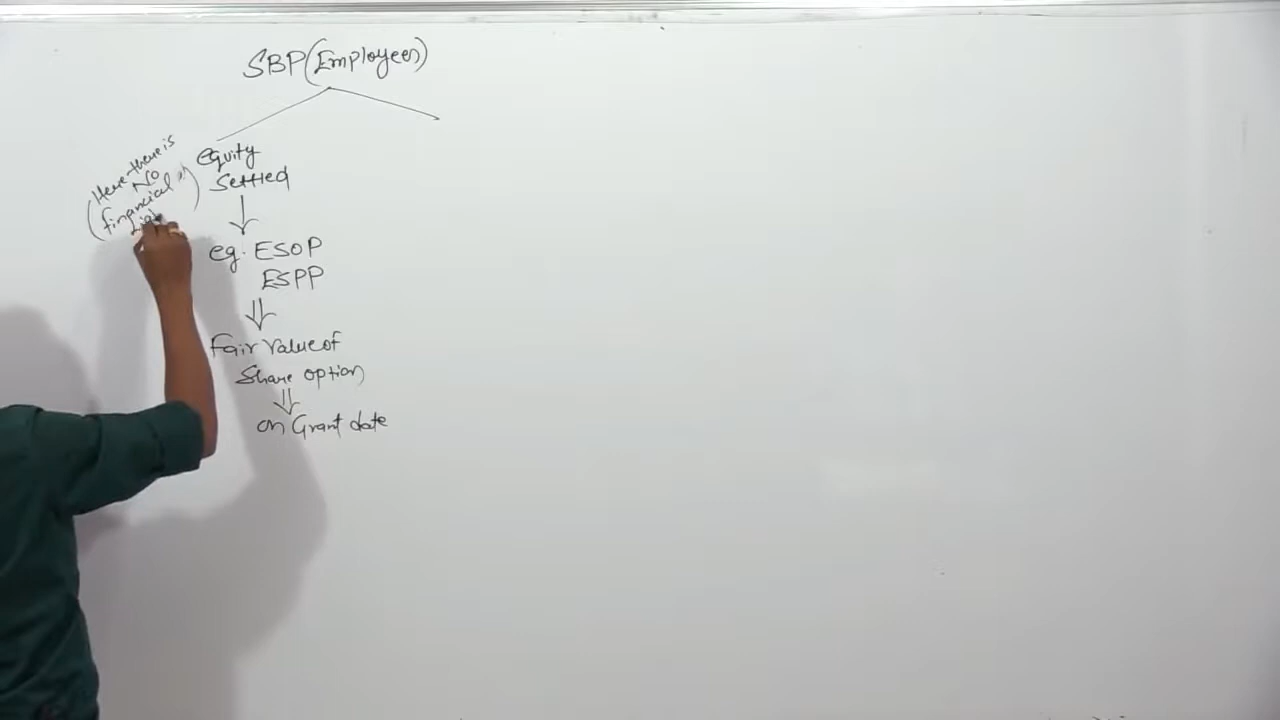 SBP (Employees)
Here there is
No
financial
equity
Settled
eg. ESOP
ESPP
Fair Value of
Share option
on Grant date